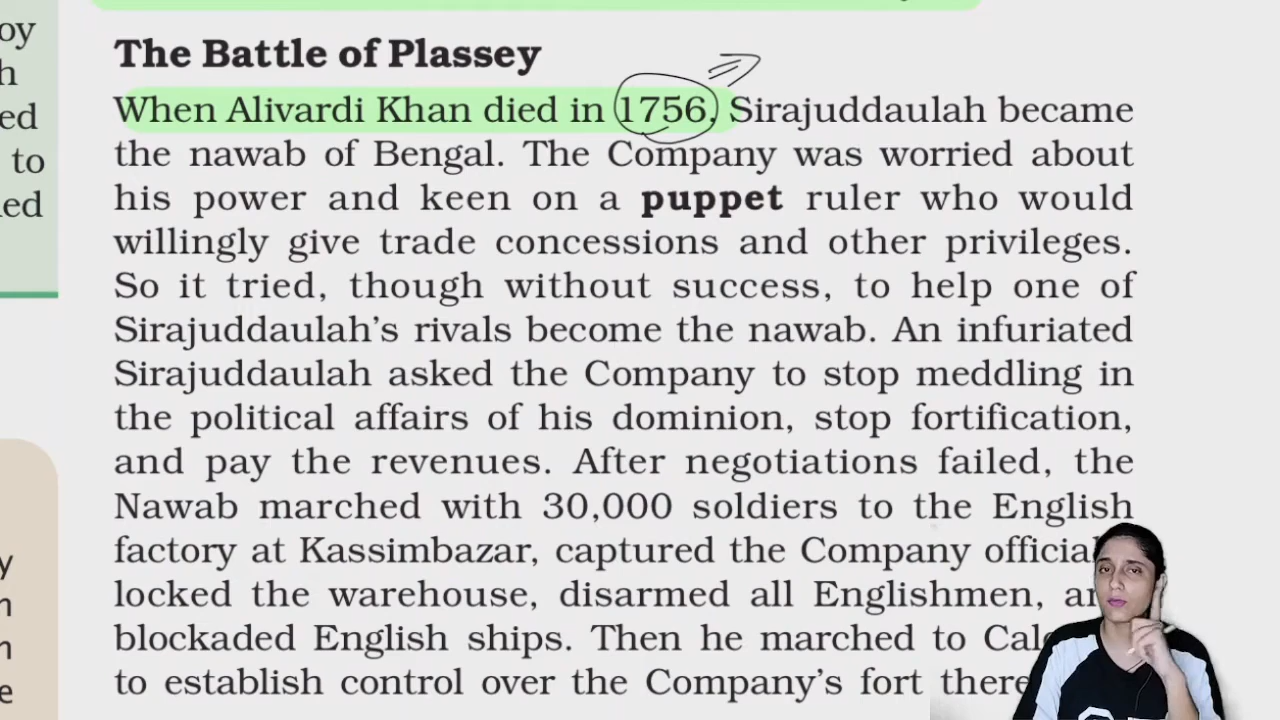 oy
h
ed
to
ied
The Battle of Plassey
When Alivardi Khan died in 1756, Sirajuddaulah became
the nawab of Bengal. The Company was worried about
his power and keen on a puppet ruler who would
willingly give trade concessions and other privileges.
So it tried, though without success, to help one of
Sirajuddaulah's rivals become the nawab. An infuriated
Sirajuddaulah asked the Company to stop meddling in
the political affairs of his dominion, stop fortification,
and pay the revenues. After negotiations failed, the
Nawab marched with 30,000 soldiers to the English
factory at Kassimbazar, captured the Company
locked the warehouse, disarmed all Englishmen,
blockaded English ships. Then he marched to
to establish control over the Company's fort
y
n
n
e